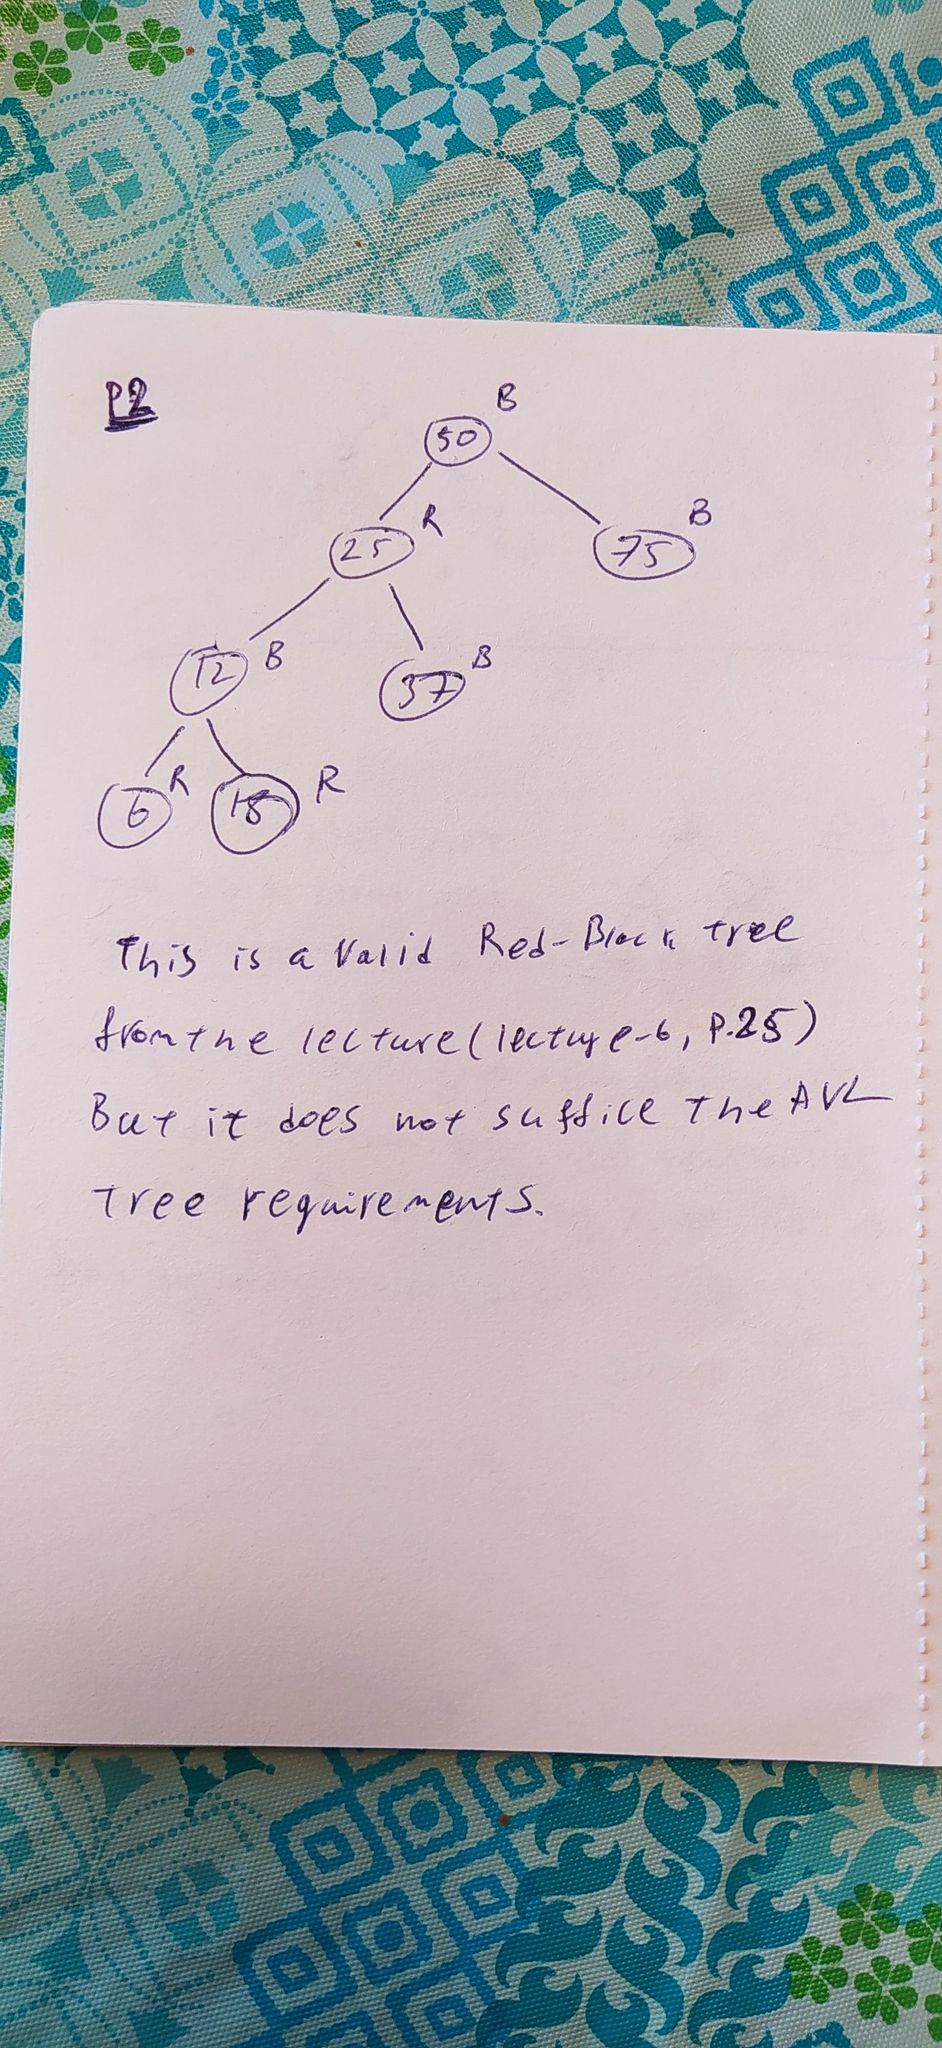 P2
B
50
R
B
25
75
B
B
12
37
R
R
6
18
This is a valid Red-Black tree
from the lecture (lecture-6, P.25)
But it does not suffice the AVL
Tree requirements.